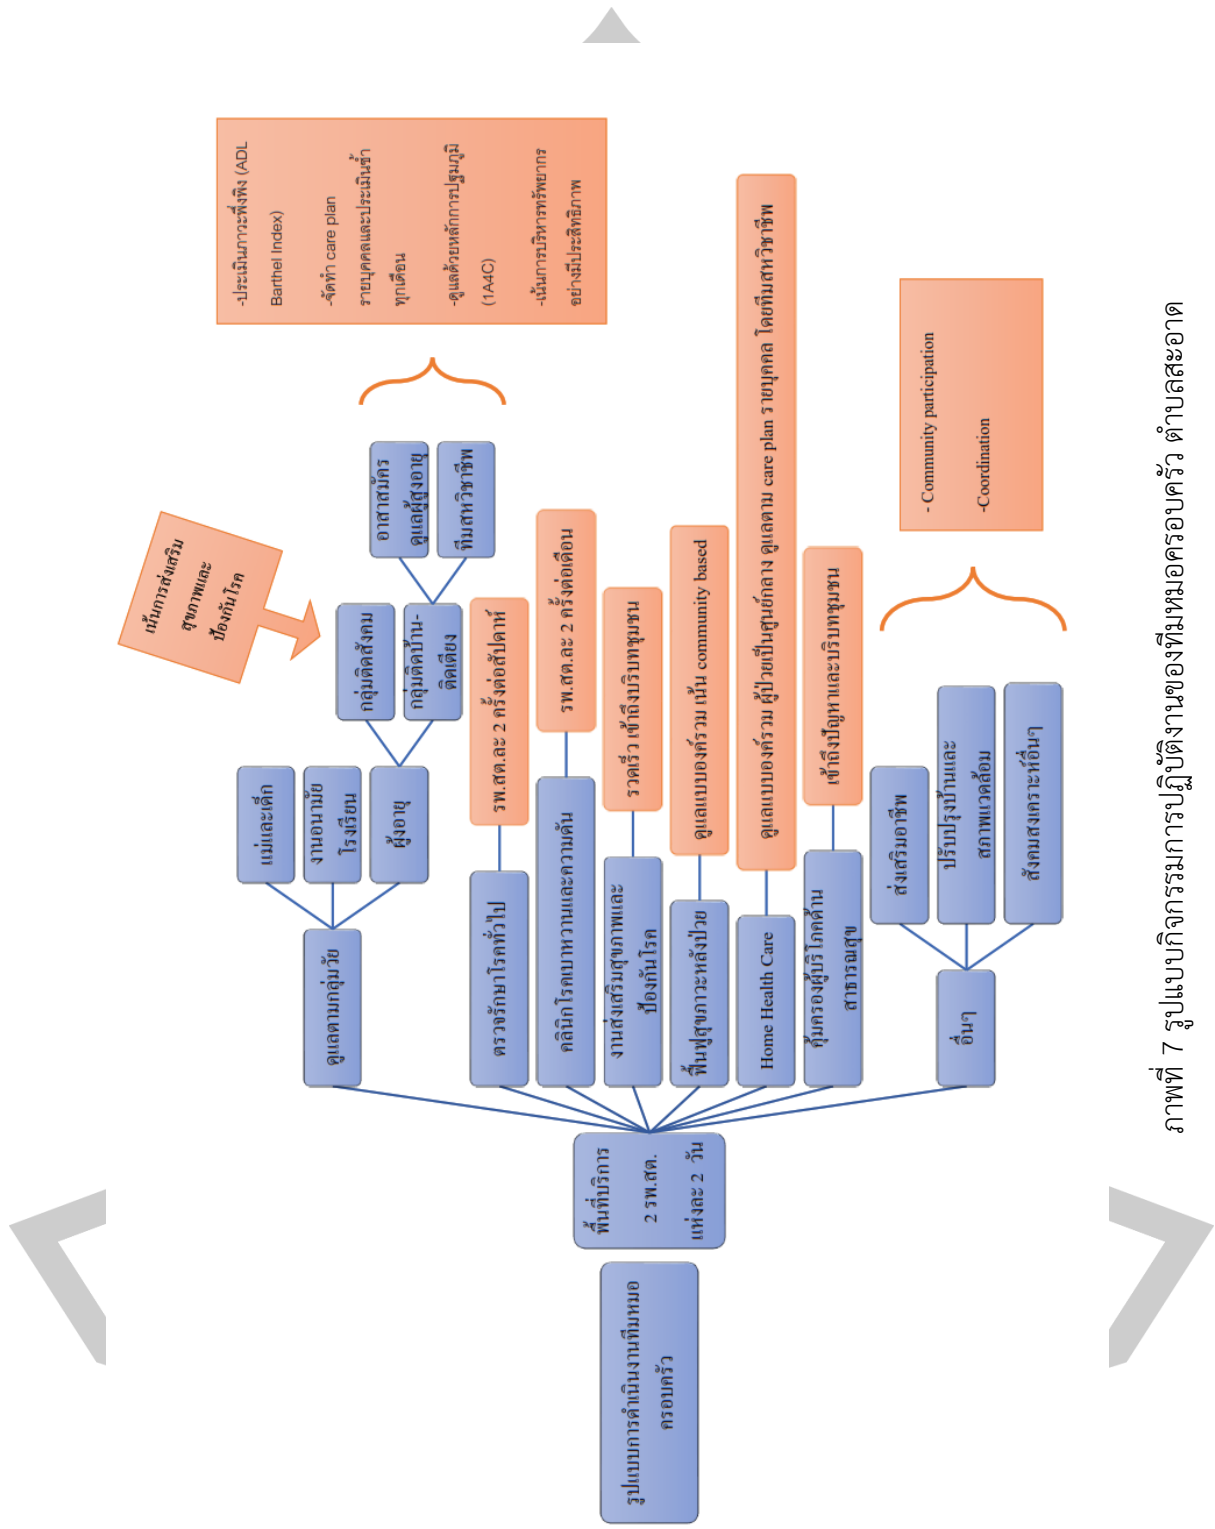 รูปแบบการดำเนินงานทีมหมอ
ครอบครัว
พื้นที่บริการ
2 รพ.สต.
แห่งละ 2 วัน
ดูแลตามกลุ่มวัย
แม่และเด็ก
งานอนามัย
โรงเรียน
ผู้งอายุ
กลุ่มติดสังคม
กลุ่มติดบ้าน-
ติดเตียง
เน้นการส่งเสริม
สุขภาพและ
ป้องกันโรค
อาสาสมัคร
ดูแลผู้สูงอายุ
ทีมสหวิชาชีพ
-ประเมินภาวะพึ่งพิง (ADL
Barthel Index)
-จัดทำ care plan
รายบุคคลและประเมินซ้ำ
ทุกเดือน
-ดูแลด้วยหลักการปฐมภูมิ
(1A4C)
-เน้นการบริหารทรัพยากร
อย่างมีประสิทธิภาพ
ตรวจรักษาโรคทั่วไป
รพ.สต.ละ 2 ครั้งต่อสัปดาห์
คลินิกโรคเบาหวานและความดัน
รพ.สต.ละ 2 ครั้งต่อเดือน
งานส่งเสริมสุขภาพและ
ป้องกันโรค
รวดเร็ว เข้าถึงบริบทชุมชน
ฟื้นฟูสุขภาวะหลังป่วย
ดูแลแบบองค์รวม เน้น community based
Home Health Care
ดูแลแบบองค์รวม ผู้ป่วยเป็นศูนย์กลาง ดูแลตาม care plan รายบุคคล โดยทีมสหวิชาชีพ
คุ้มครองผู้บริโภคด้าน
สาธารณสุข
เข้าถึงปัญหาและบริบทชุมชน
อื่นๆ
ส่งเสริมอาชีพ
ปรับปรุงบ้านและ
สภาพแวดล้อม
สังคมสงเคราะห์อื่นๆ
- Community participation
-Coordination
ภาพที่ 7 รูปแบบกิจกรรมการปฏิบัติงานของทีมหมอครอบครัว ตำบลสะอาด